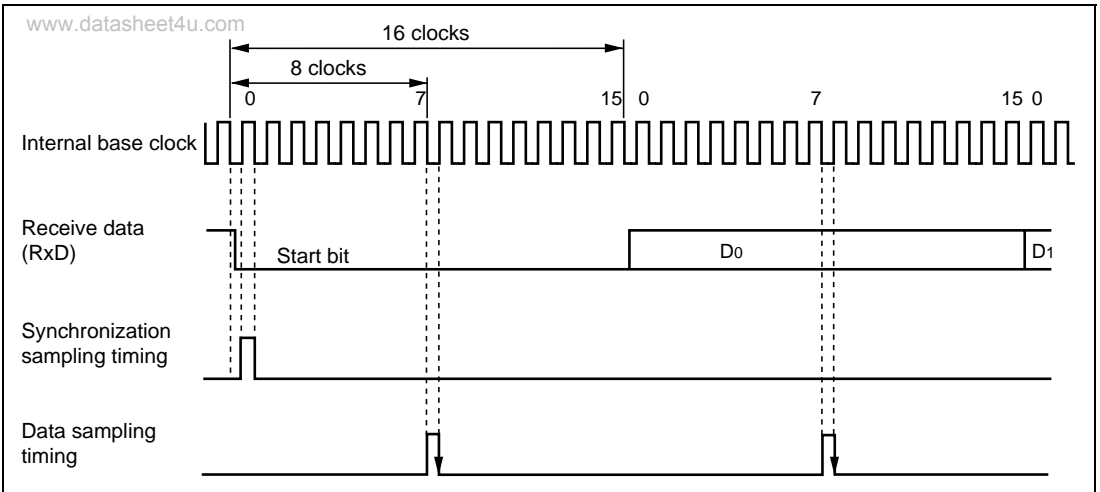 www.datasheet4u.com
16 clocks
8 clocks
0 7 15 0 7 15 0
Internal base clock
Receive data
(RxD)
Start bit
D0
D1
Synchronization
sampling timing
Data sampling
timing